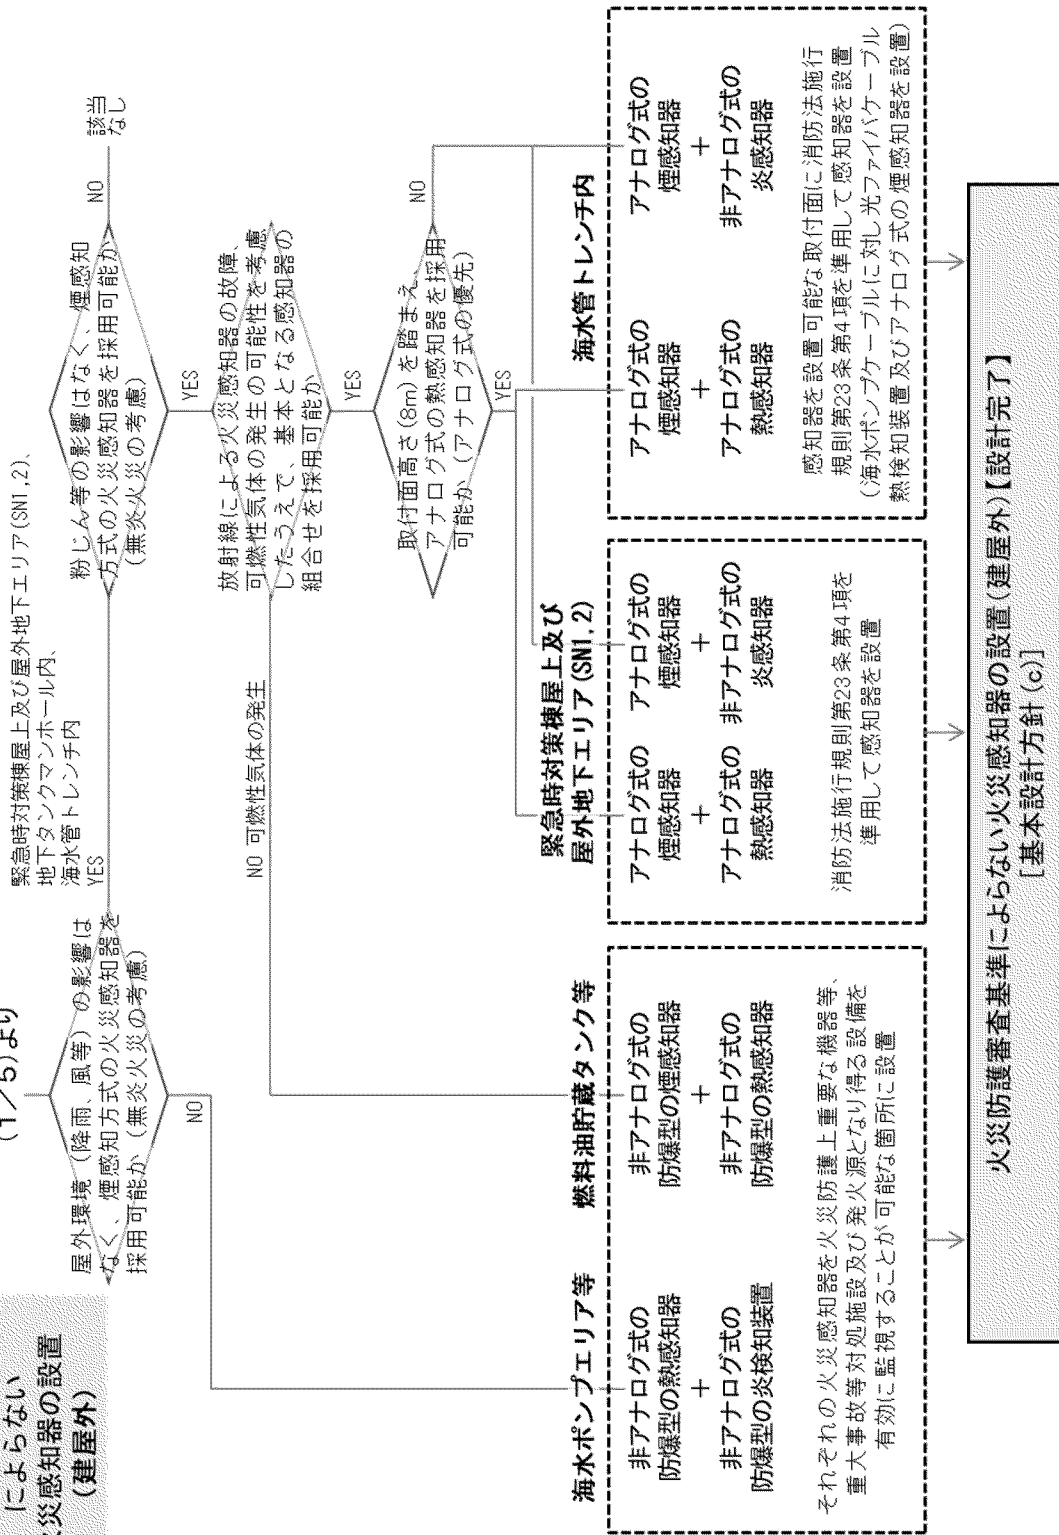 によらない
災感知器の設置
(建屋外)
(1/5)より
屋外環境（降雨、風等）の影響は
なく、煙感知方式の火災感知器を
採用可能か（無炎火災の考慮）
NO
YES
緊急時対策棟屋上及び屋外地下エリア(SN1,2)、
地下タンクマンホール内、
海水管トレンチ内
粉じん等の影響はなく、煙感知
方式の火災感知器を採用可能か
（無炎火災の考慮）
NO
該当
なし
YES
放射線による火災感知器の故障、
可燃性気体の発生の可能性を考慮
したうえで、基本となる感知器の
組合せを採用可能か
NO 可燃性気体の発生
YES
取付面高さ(8m)を踏まえ、
アナログ式の熱感知器を採用
可能か（アナログ式の優先）
NO
YES
海水ポンプエリア等
非アナログ式の
防爆型の熱感知器
+
非アナログ式の
防爆型の炎検知装置
燃料油貯蔵タンク等
非アナログ式の
防爆型の煙感知器
+
非アナログ式の
防爆型の熱感知器
それぞれの火災感知器を火災防護上重要な機器等、
重大事故等対処施設及び発火源となり得る設備を
有効に監視することが可能な箇所に設置
緊急時対策棟屋上及び
屋外地下エリア(SN1,2)
アナログ式の
煙感知器
+
アナログ式の
熱感知器
アナログ式の
煙感知器
+
非アナログ式の
炎感知器
消防法施行規則第23条第4項を
準用して感知器を設置
海水管トレンチ内
アナログ式の
煙感知器
+
アナログ式の
熱感知器
アナログ式の
煙感知器
+
非アナログ式の
炎感知器
感知器を設置可能な取付面に消防法施行
規則第23条第4項を準用して感知器を設置
（海水ポンプケーブルに対し光ファイバケーブル
熱検知装置及びアナログ式の煙感知器を設置）
火災防護審査基準によらない火災感知器の設置(建屋外)【設計完了】
[基本設計方針(c)]